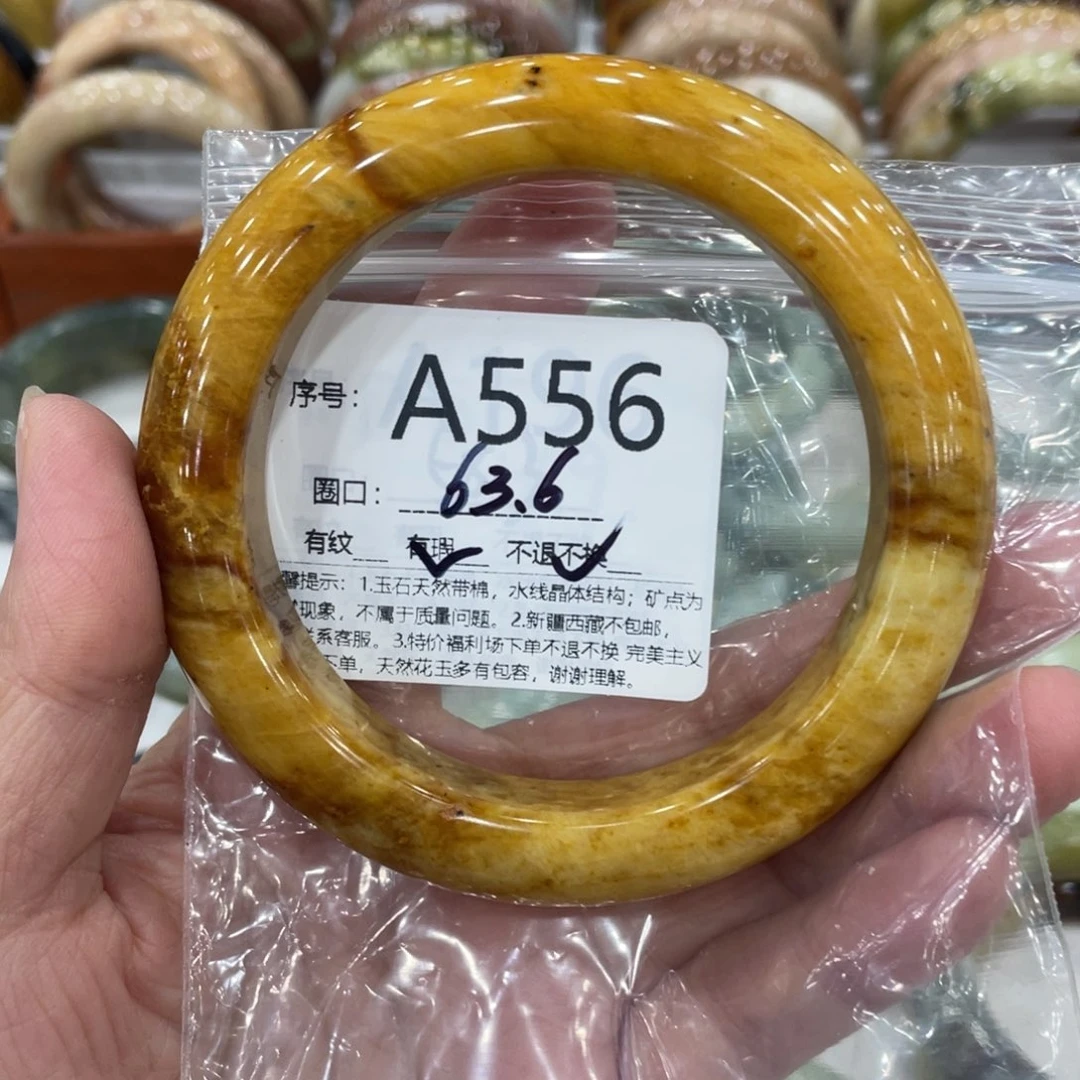 序号: A556
圈口: 63.6
有纹 有瑕 不退不换
馨提示: 1.玉石天然带棉, 水线晶体结构; 矿点为
现象, 不属于质量问题。2.新疆西藏不包邮,
系客服。3.特价福利场下单不退不换 完美主义
下单, 天然花玉多有包容, 谢谢理解。